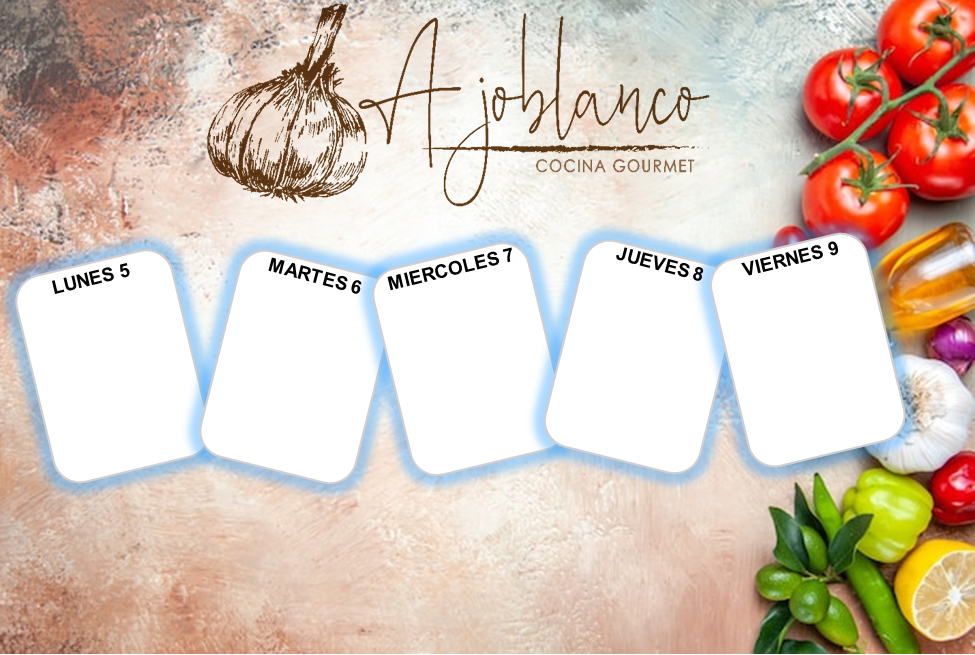 Ajoblanco
COCINA GOURMET
LUNES 5
MARTES 6
MIERCOLES 7
JUEVES 8
VIERNES 9